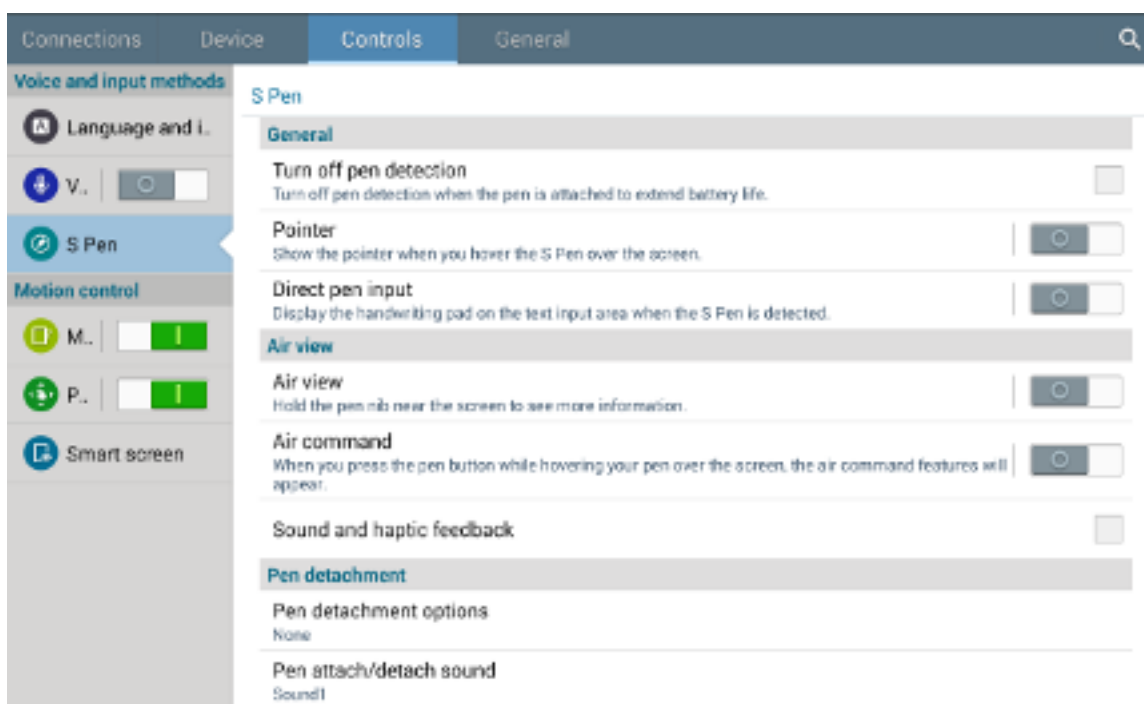 Connections Device Controls General
Voice and input methods
Language and i..
V..
S Pen
Motion control
M..
P..
Smart screen
S Pen
General
Turn off pen detection
Turn off pen detection when the pen is attached to extend battery life.
Pointer
Show the pointer when you hover the S Pen over the screen.
Direct pen input
Display the handwriting pad on the text input area when the S Pen is detected.
Air view
Air view
Hold the pen nib near the screen to see more information.
Air command
When you press the pen button while hovering your pen over the screen, the air command features will
appear.
Sound and haptic feedback
Pen detachment
Pen detachment options
None
Pen attach/detach sound
Sound1